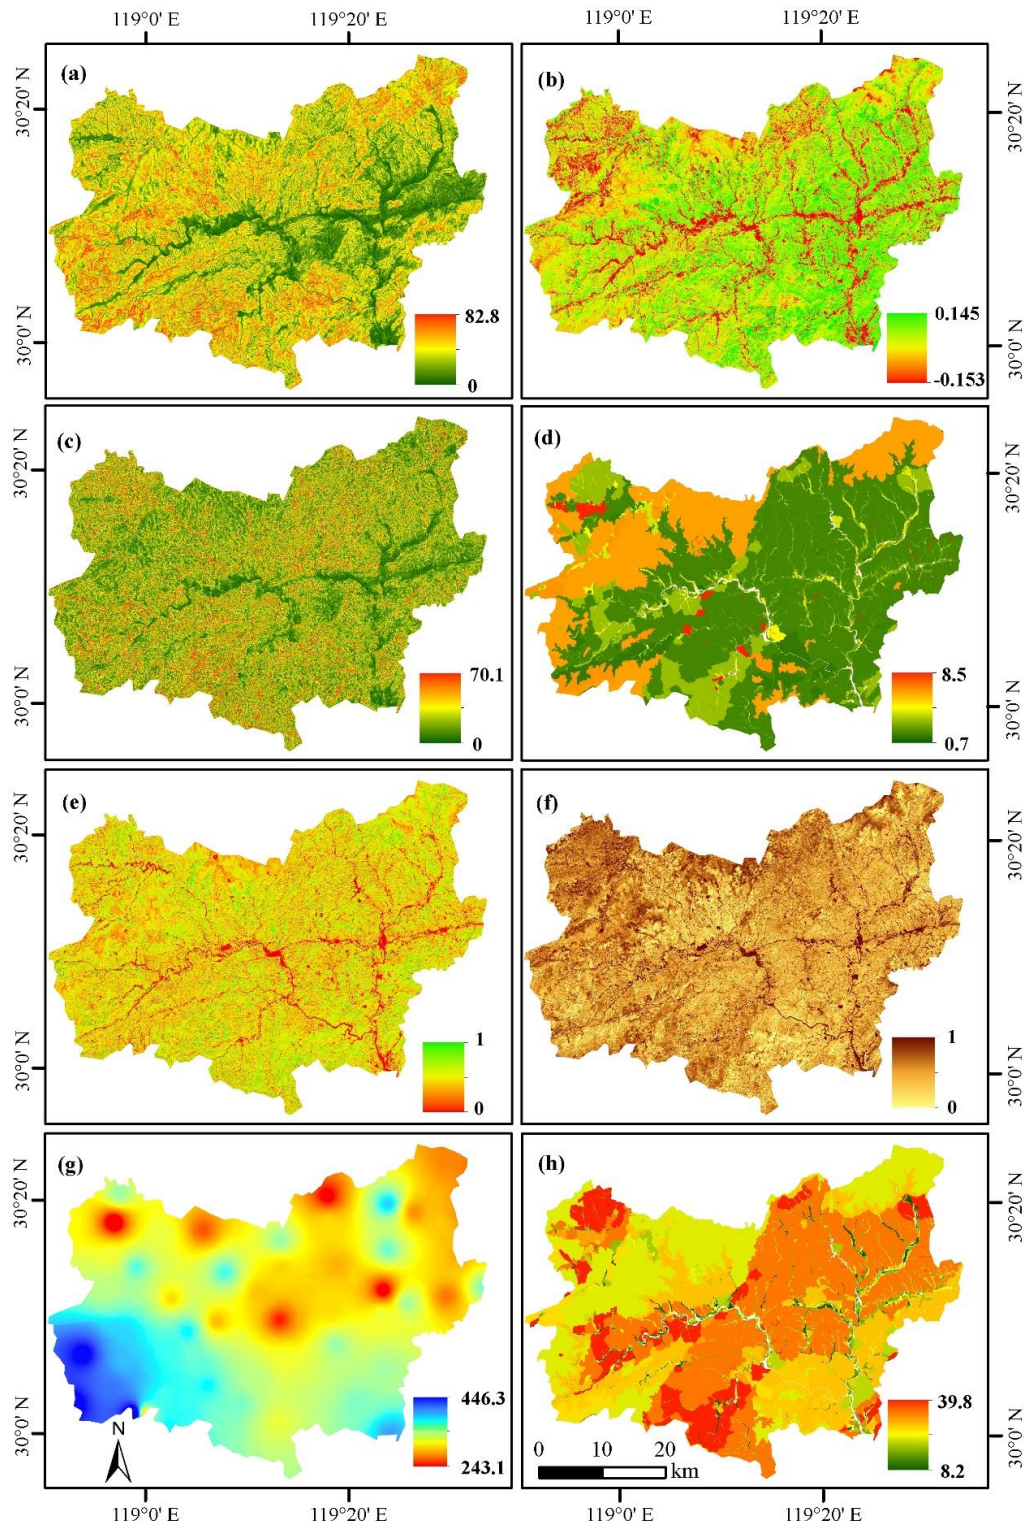 119°0' E
119°20' E
119°0' E
119°20' E
30°20' N
(a)
(b)
30°20' N
30°0' N
82.8
0
0.145
-0.153
30°0' N
30°20' N
(c)
(d)
30°20' N
30°0' N
70.1
0
8.5
0.7
30°0' N
30°20' N
(e)
(f)
30°20' N
30°0' N
1
0
1
0
30°0' N
30°20' N
(g)
(h)
30°20' N
30°0' N
N
446.3
243.1
0 10 20
km
39.8
8.2
30°0' N
119°0' E
119°20' E
119°0' E
119°20' E